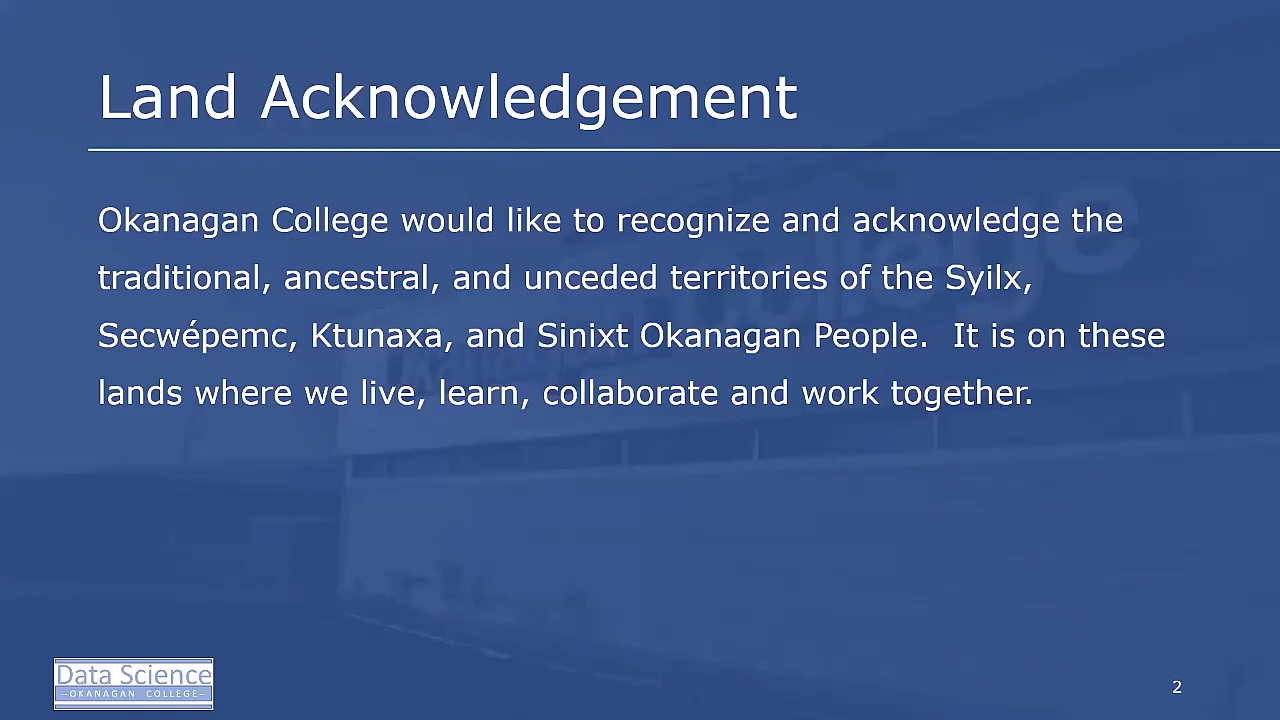 Land Acknowledgement
Okanagan College would like to recognize and acknowledge the
traditional, ancestral, and unceded territories of the Syilx,
Secwépemc, Ktunaxa, and Sinixt Okanagan People.  It is on these
lands where we live, learn, collaborate and work together.
Okanagan College
Data Science
–OKANAGAN COLLEGE–
2